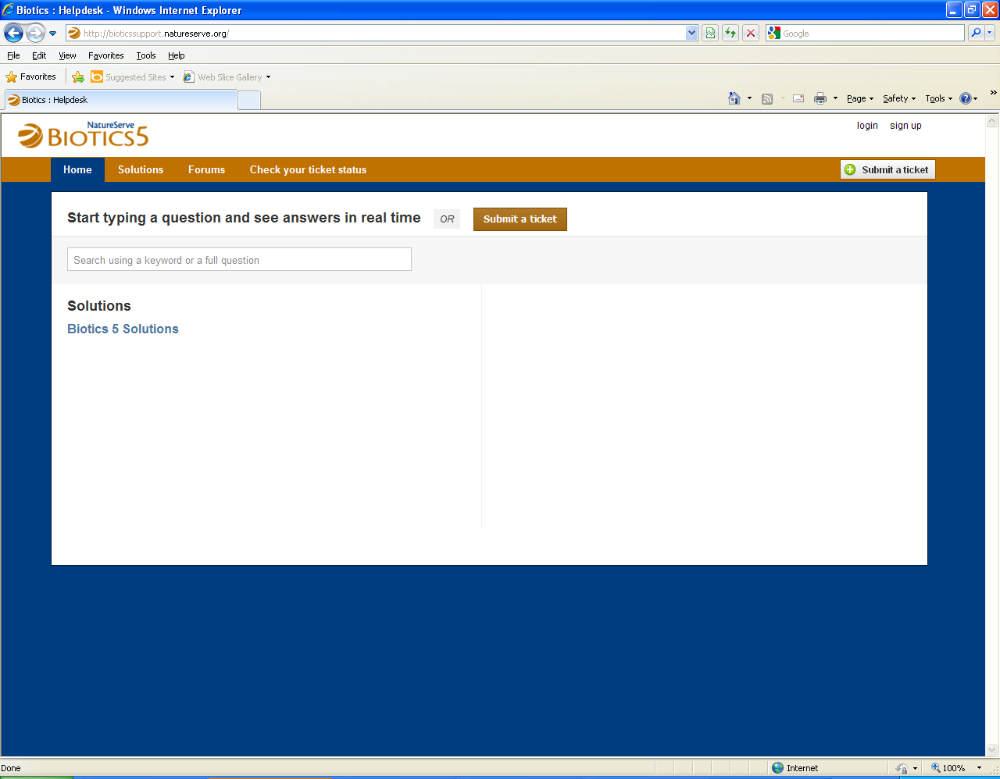 Biotics : Helpdesk - Windows Internet Explorer
http://bioticssupport.natureserve.org/
Google
File Edit View Favorites Tools Help
Favorites Suggested Sites Web Slice Gallery
Biotics : Helpdesk
Page Safety Tools
NatureServe
BIOTICS 5
login sign up
Home Solutions Forums Check your ticket status Submit a ticket
Start typing a question and see answers in real time OR Submit a ticket
Search using a keyword or a full question
Solutions
Biotics 5 Solutions
Done Internet 100%